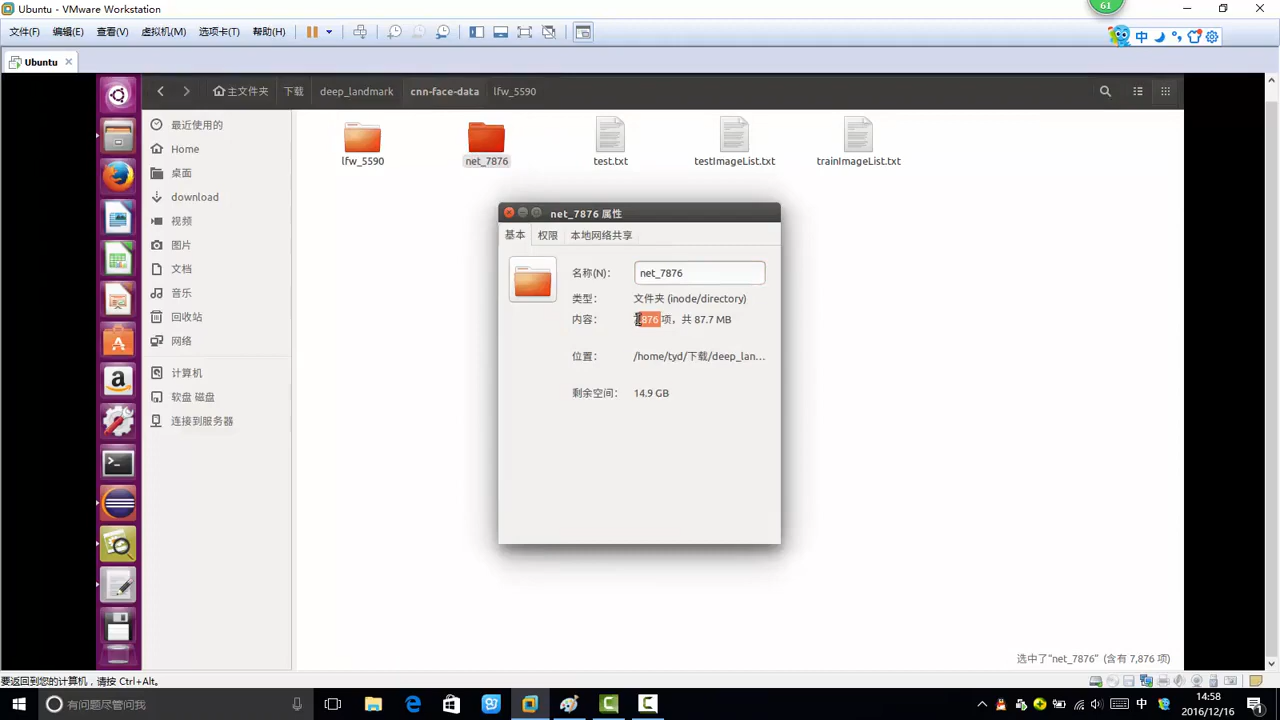 61
Ubuntu - VMware Workstation
文件(F) 编辑(E) 查看(V) 虚拟机(M) 选项卡(T) 帮助(H)
中
Ubuntu
主文件夹 下载 deep_landmark cnn-face-data lfw_5590
最近使用的
Home
桌面
download
视频
图片
文档
音乐
回收站
网络
计算机
软盘 磁盘
连接到服务器
lfw_5590 net_7876 test.txt testImageList.txt trainImageList.txt
net_7876 属性
基本 权限 本地网络共享
名称(N): net_7876
类型: 文件夹 (inode/directory)
内容: 876 项，共 87.7 MB
位置: /home/tyd/下载/deep_lan...
剩余空间: 14.9 GB
选中了"net_7876" (含有 7,876 项)
要返回到您的计算机，请按 Ctrl+Alt。
有问题尽管问我
中
14:58
2016/12/16